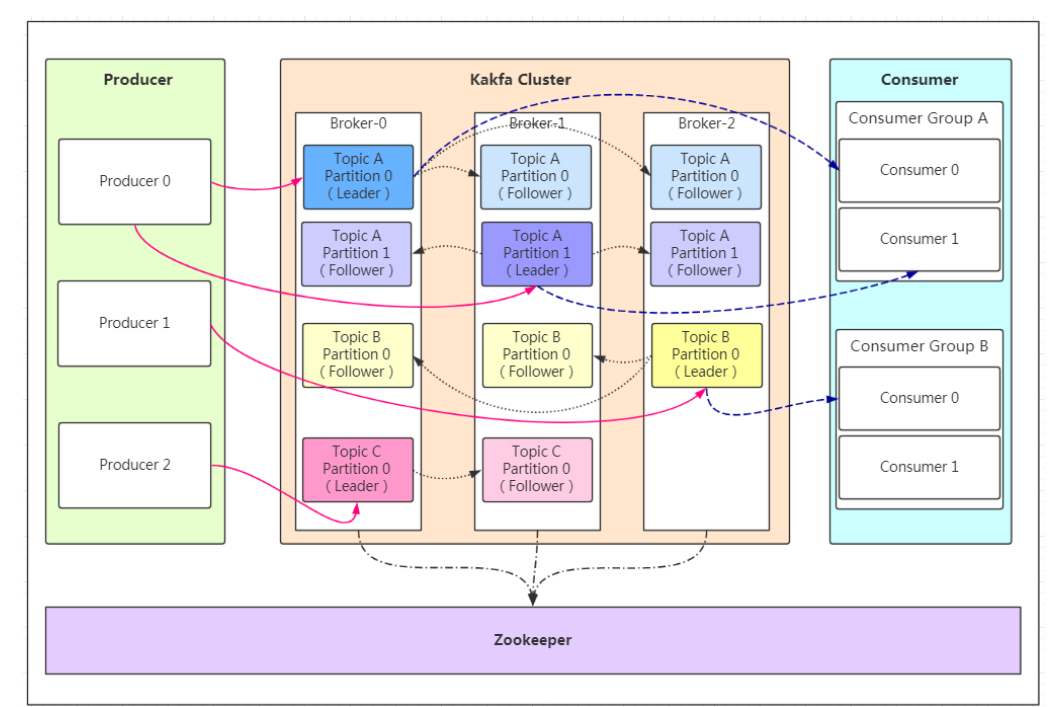 Producer
Producer 0
Producer 1
Producer 2
Kakfa Cluster
Broker-0
Topic A
Partition 0
( Leader )
Topic A
Partition 1
( Follower )
Topic B
Partition 0
( Follower )
Topic C
Partition 0
( Leader )
Broker-1
Topic A
Partition 0
( Follower )
Topic A
Partition 1
( Leader )
Topic B
Partition 0
( Follower )
Topic C
Partition 0
( Follower )
Broker-2
Topic A
Partition 0
( Follower )
Topic A
Partition 1
( Follower )
Topic B
Partition 0
( Leader )
Consumer
Consumer Group A
Consumer 0
Consumer 1
Consumer Group B
Consumer 0
Consumer 1
Zookeeper